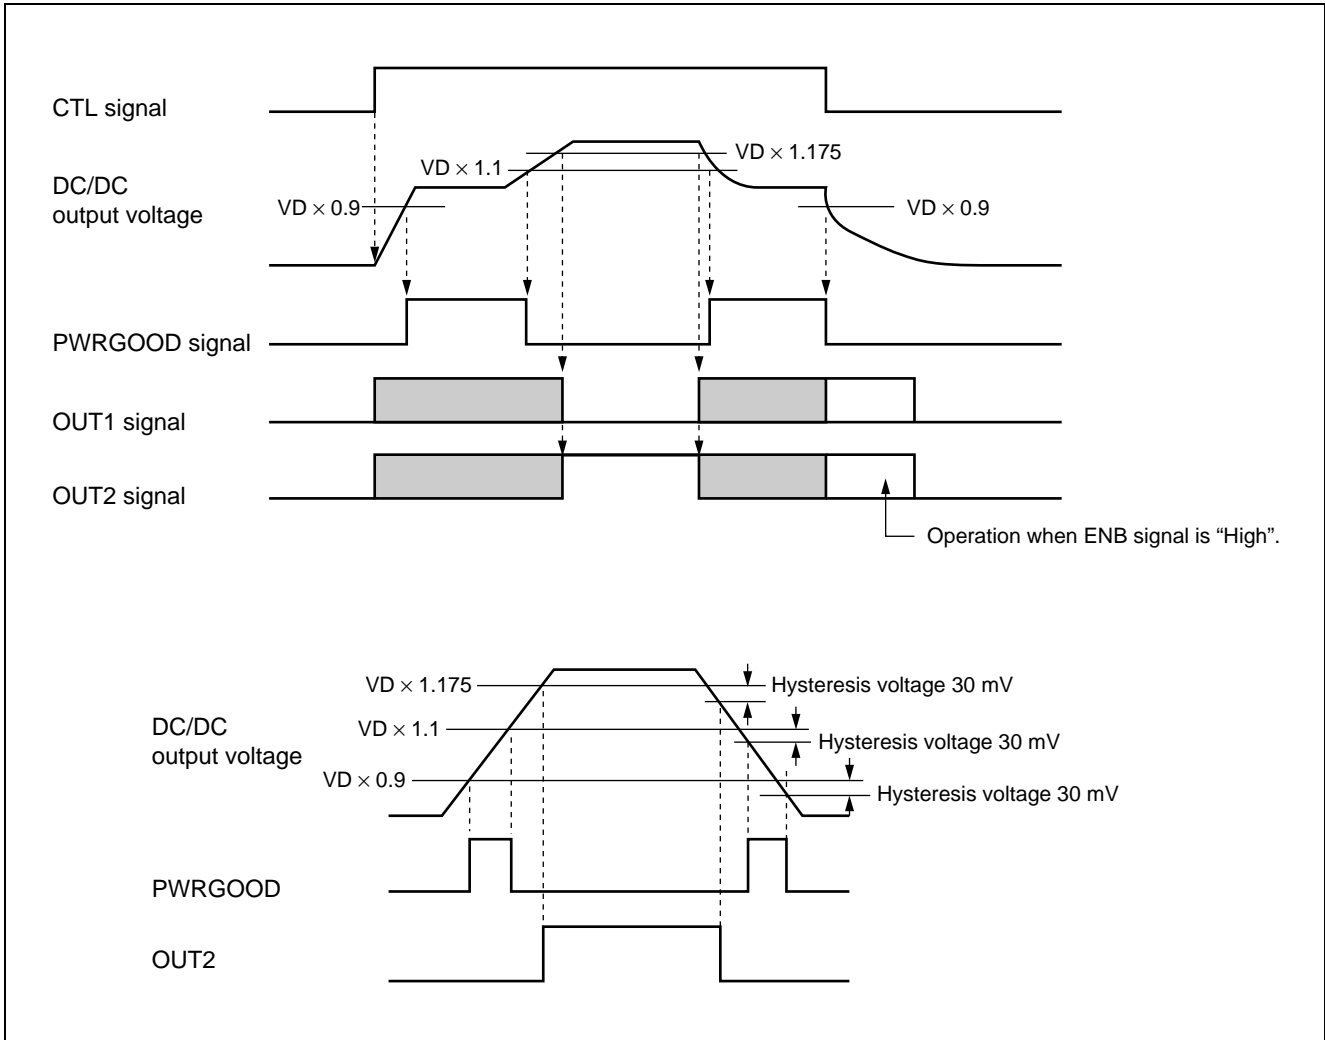 CTL signal
VD × 1.1
VD × 1.175
DC/DC
output voltage
VD × 0.9
VD × 0.9
PWRGOOD signal
OUT1 signal
OUT2 signal
Operation when ENB signal is “High”.
VD × 1.175
Hysteresis voltage 30 mV
DC/DC
output voltage
VD × 1.1
Hysteresis voltage 30 mV
VD × 0.9
Hysteresis voltage 30 mV
PWRGOOD
OUT2